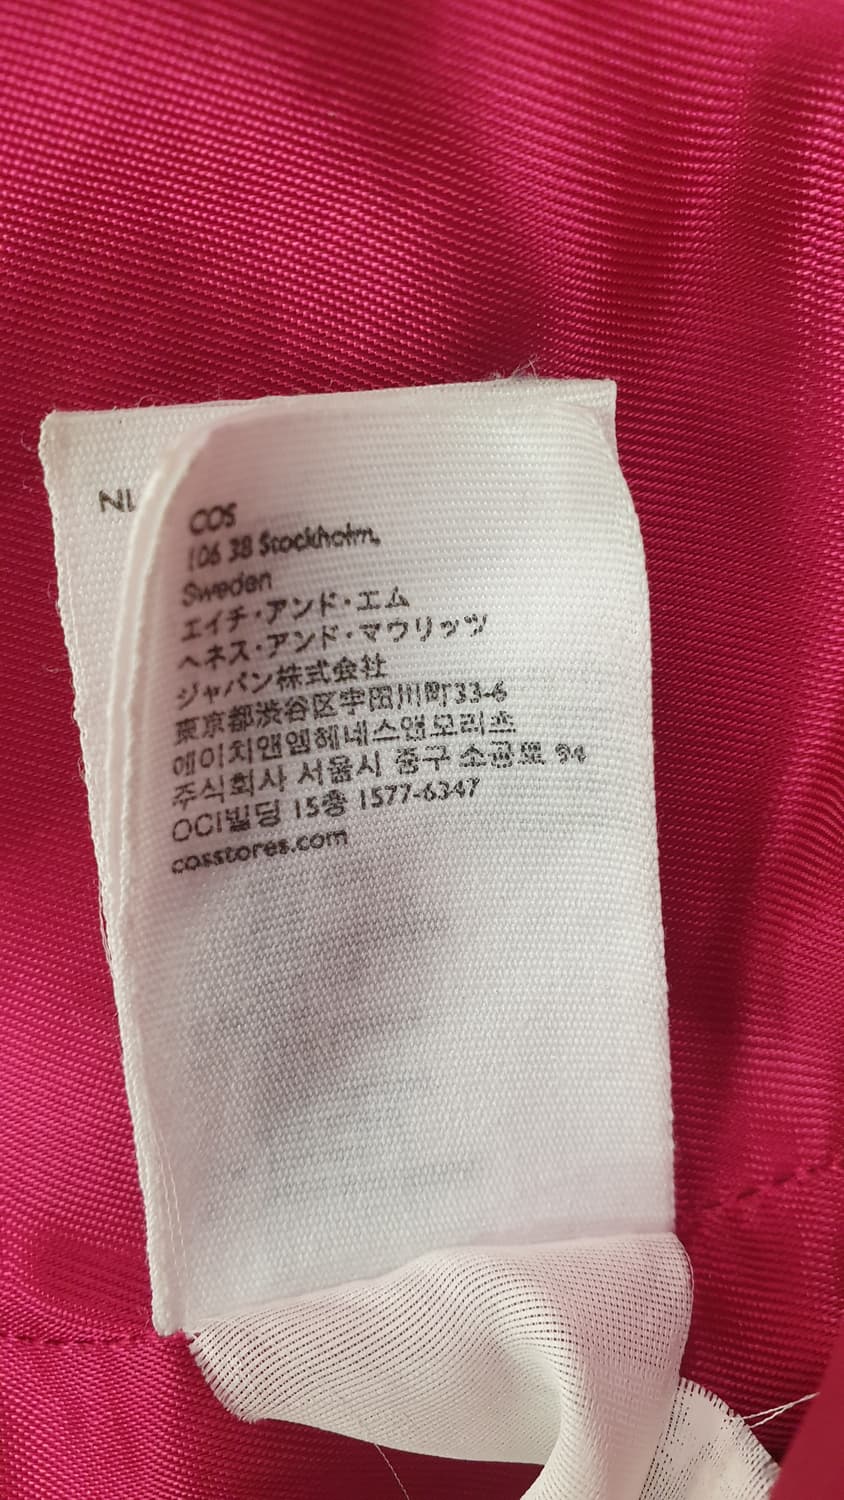 COS
106 38 Stockholm,
Sweden
エイチ・アンド・エム
ヘネス・アンド・マウリッツ
ジャパン株式会社
東京都渋谷区宇田川町33-6
에이치앤엠헤네스앤모리츠
주식회사 서울시 중구 소공로 94
OCI빌딩 15층 1577-6347
cosstores.com